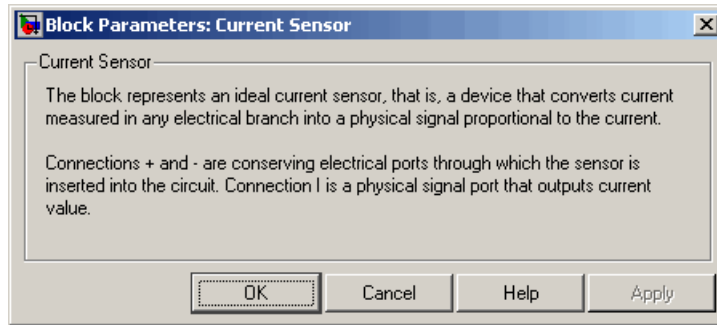 Block Parameters: Current Sensor
Current Sensor
The block represents an ideal current sensor, that is, a device that converts current
measured in any electrical branch into a physical signal proportional to the current.
Connections + and - are conserving electrical ports through which the sensor is
inserted into the circuit. Connection I is a physical signal port that outputs current
value.
OK Cancel Help Apply